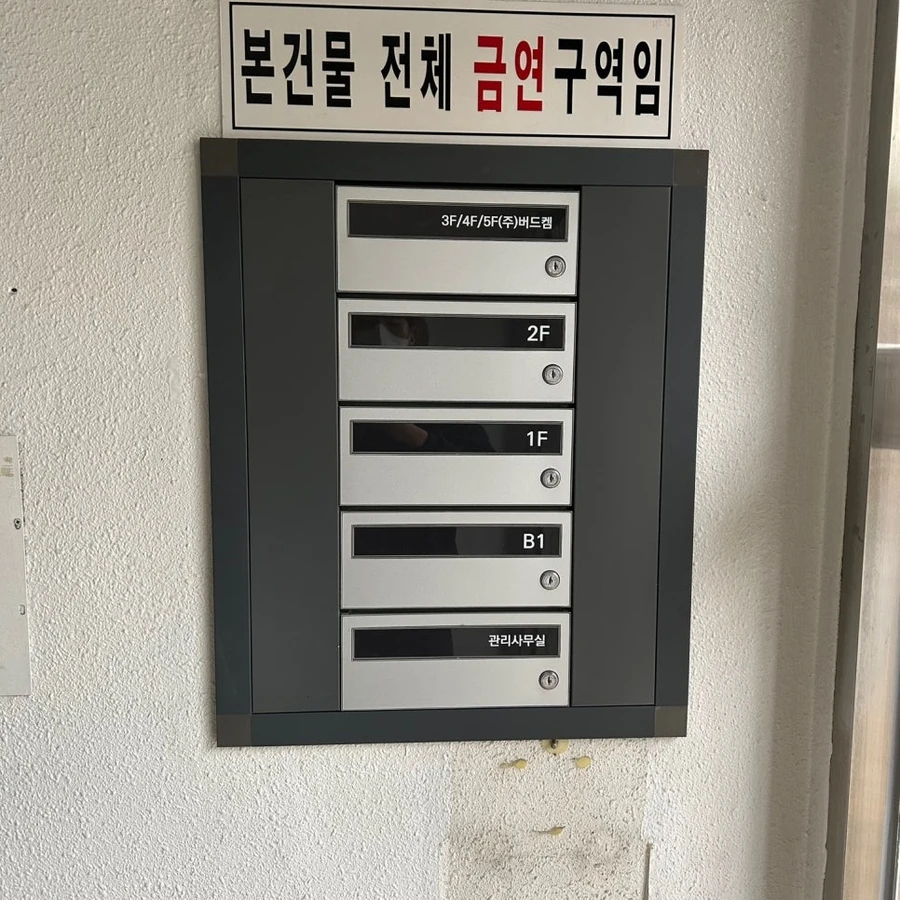 본건물 전체 금연구역임
3F/4F/5F(주)버드켐
2F
1F
B1
관리사무실